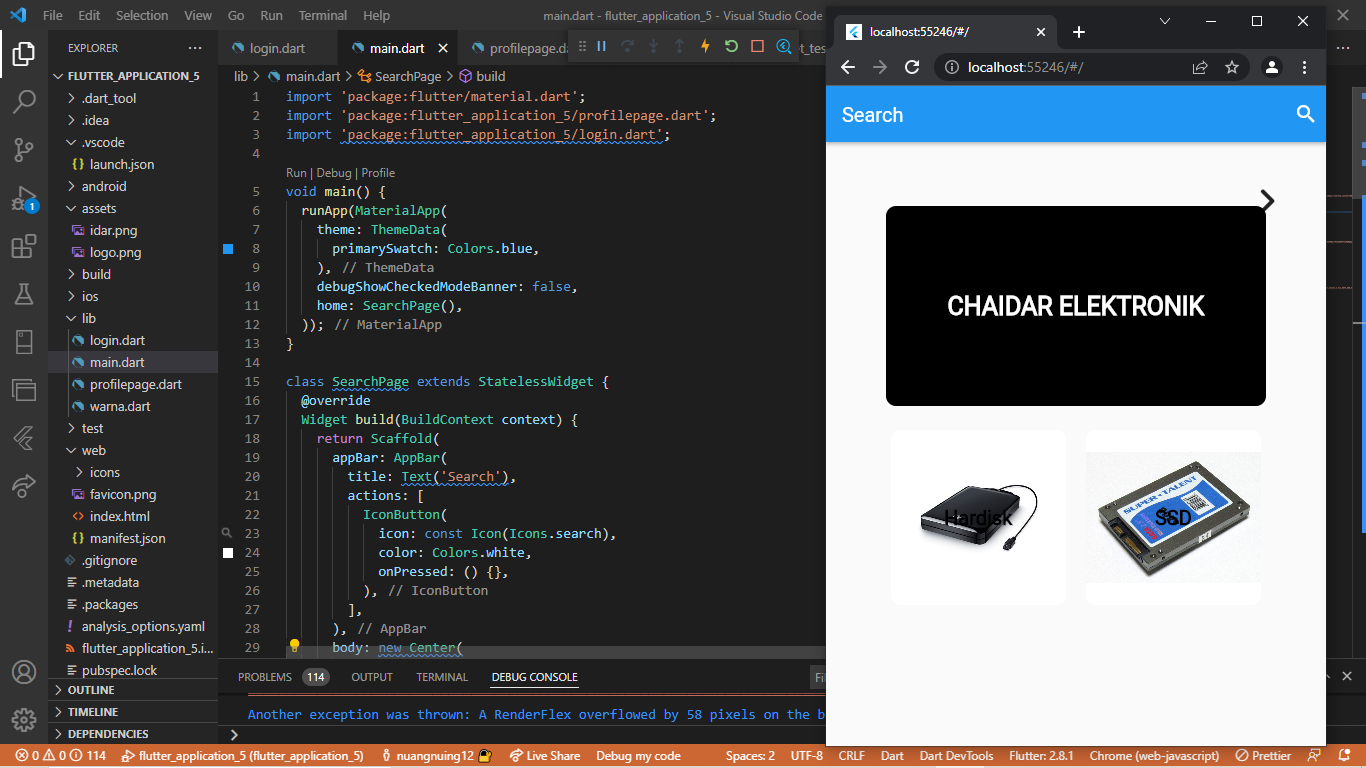 File Edit Selection View Go Run Terminal Help
main.dart - flutter_application_5 - Visual Studio Code
EXPLORER
FLUTTER_APPLICATION_5
.dart_tool
.idea
.vscode
{} launch.json
android
assets
idar.png
logo.png
build
ios
lib
login.dart
main.dart
profilepage.dart
warna.dart
test
web
icons
favicon.png
<> index.html
{} manifest.json
.gitignore
.metadata
.packages
! analysis_options.yaml
flutter_application_5.i...
pubspec.lock
OUTLINE
TIMELINE
DEPENDENCIES
1
login.dart
main.dart
profilepage.da
t_tes
lib > main.dart > SearchPage > build
1 import 'package:flutter/material.dart';
2 import 'package:flutter_application_5/profilepage.dart';
3 import 'package:flutter_application_5/login.dart';
4
Run | Debug | Profile
5 void main() {
6 runApp(MaterialApp(
7 theme: ThemeData(
8 primarySwatch: Colors.blue,
9 ), // ThemeData
10 debugShowCheckedModeBanner: false,
11 home: SearchPage(),
12 )); // MaterialApp
13 }
14
15 class SearchPage extends StatelessWidget {
16 @override
17 Widget build(BuildContext context) {
18 return Scaffold(
19 appBar: AppBar(
20 title: Text('Search'),
21 actions: [
22 IconButton(
23 icon: const Icon(Icons.search),
24 color: Colors.white,
25 onPressed: () {},
26 ), // IconButton
27 ],
28 ), // AppBar
29 body: new Center(
PROBLEMS 114 OUTPUT TERMINAL DEBUG CONSOLE
Fi
Another exception was thrown: A RenderFlex overflowed by 58 pixels on the b
localhost:55246/#/
localhost:55246/#/
Search
CHAIDAR ELEKTRONIK
Hardisk
SUPER TALENT
SSD
0 0 114 flutter_application_5 (flutter_application_5) nuangnuing12 Live Share Debug my code Spaces: 2 UTF-8 CRLF Dart Dart DevTools Flutter: 2.8.1 Chrome (web-javascript) Prettier